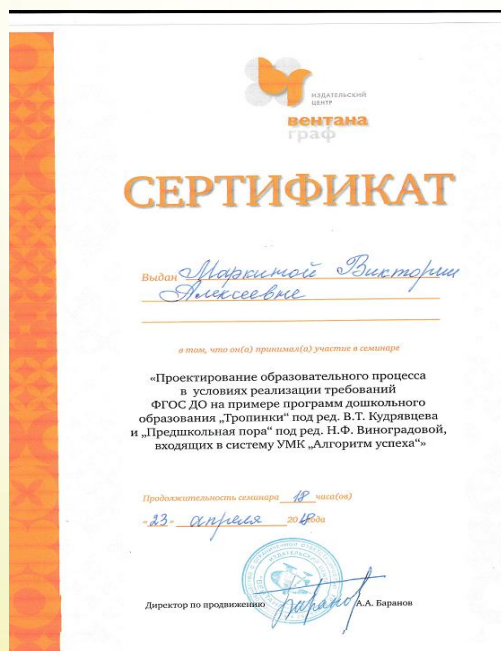 ИЗДАТЕЛЬСКИЙ
ЦЕНТР
вентана
граф
СЕРТИФИКАТ
Выдан Маркиной Виктории
Алексеевне
в том, что он(а) принимал(а) участие в семинаре
«Проектирование образовательного процесса
в условиях реализации требований
ФГОС ДО на примере программ дошкольного
образования „Тропинки“ под ред. В.Т. Кудрявцева
и „Предшкольная пора“ под ред. Н.Ф. Виноградовой,
входящих в систему УМК „Алгоритм успеха“»
Продолжительность семинара 18 часа(ов)
«23» апреля 20 года
Директор по продвижению А.А. Баранов